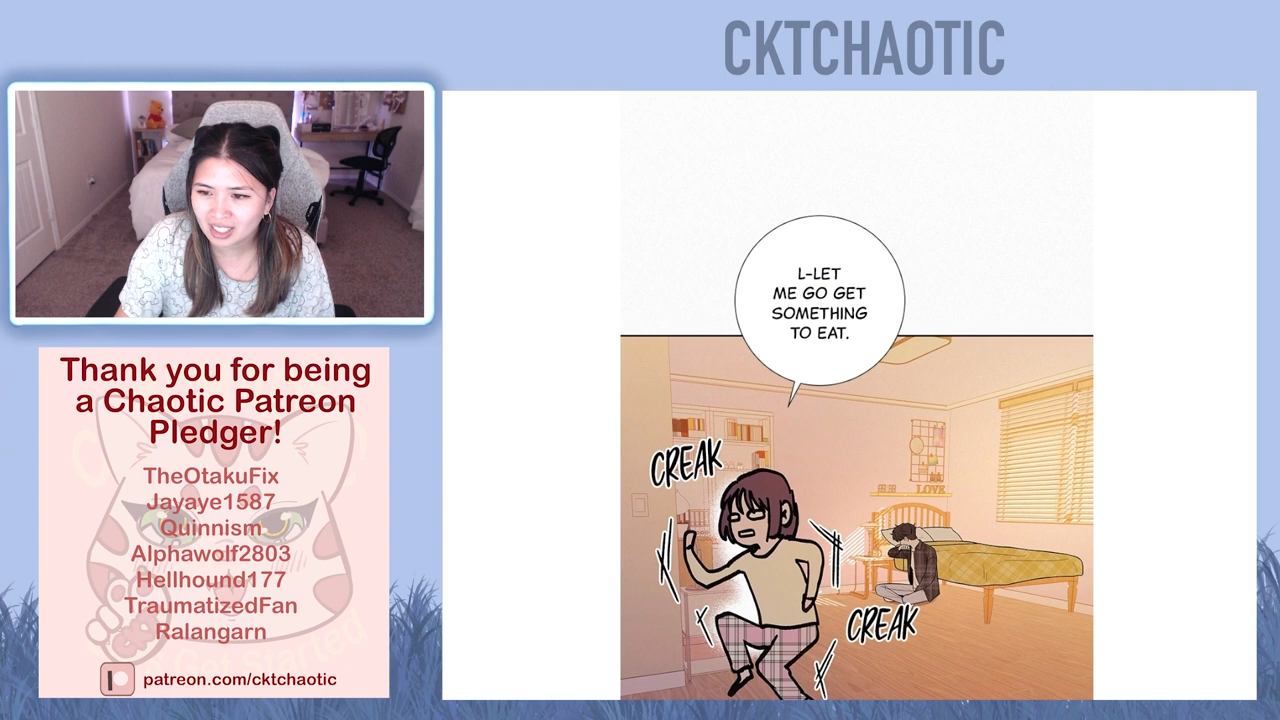 CKTCHAOTIC
L-LET
ME GO GET
SOMETHING
TO EAT.
CREAK
LOVE
CREAK
Thank you for being
a Chaotic Patreon
Pledger!
TheOtakuFix
Jayaye1587
Quinnism
Alphawolf2803
Hellhound177
TraumatizedFan
Ralangarn
patreon.com/cktchaotic